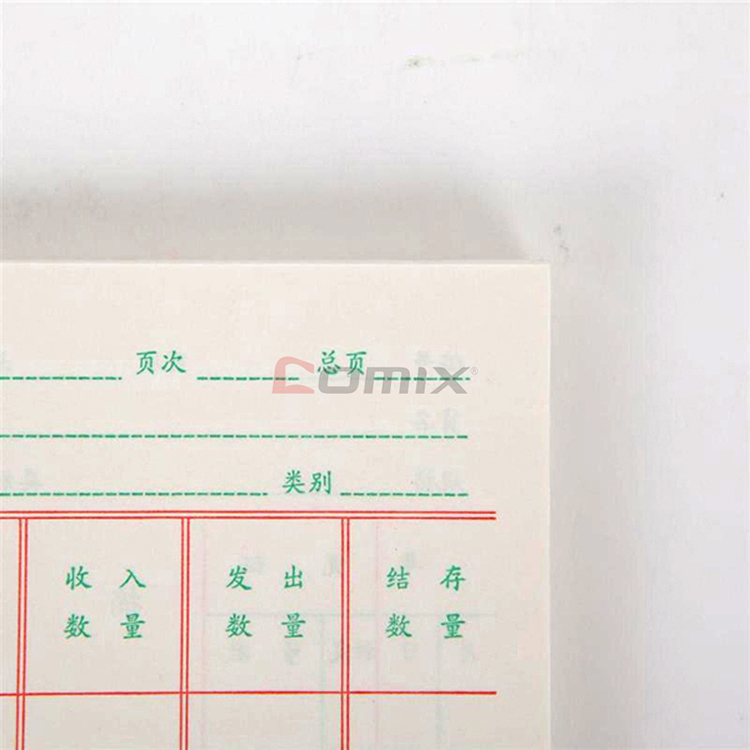 页次 总页
comix®
类别
收入 发出 结存
数量 数量 数量